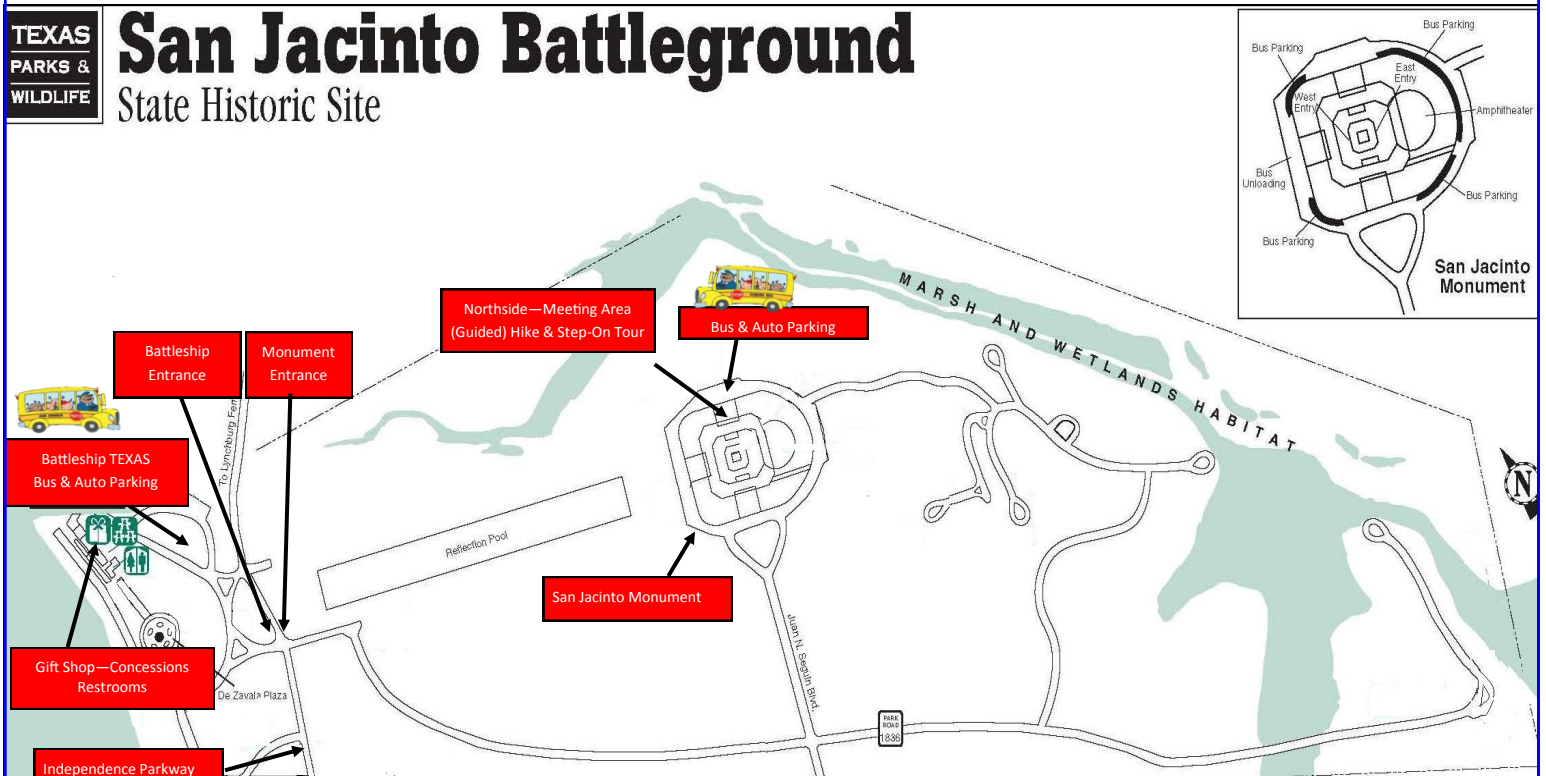 TEXAS
PARKS &
WILDLIFE
San Jacinto Battleground
State Historic Site
Bus Parking
Bus Parking
East
Entry
West
Entry
Amphitheater
Bus
Unloading
Bus Parking
Bus Parking
San Jacinto
Monument
MARSH AND WETLANDS HABITAT
Northside—Meeting Area
(Guided) Hike & Step-On Tour
Bus & Auto Parking
Battleship
Entrance
Monument
Entrance
To Lynchburg
Battleship TEXAS
Bus & Auto Parking
N
Reflection Pool
San Jacinto Monument
Juan N. Seguin Blvd.
Gift Shop—Concessions
Restrooms
De Zavala Plaza
PARK
ROAD
1836
Independence Parkway